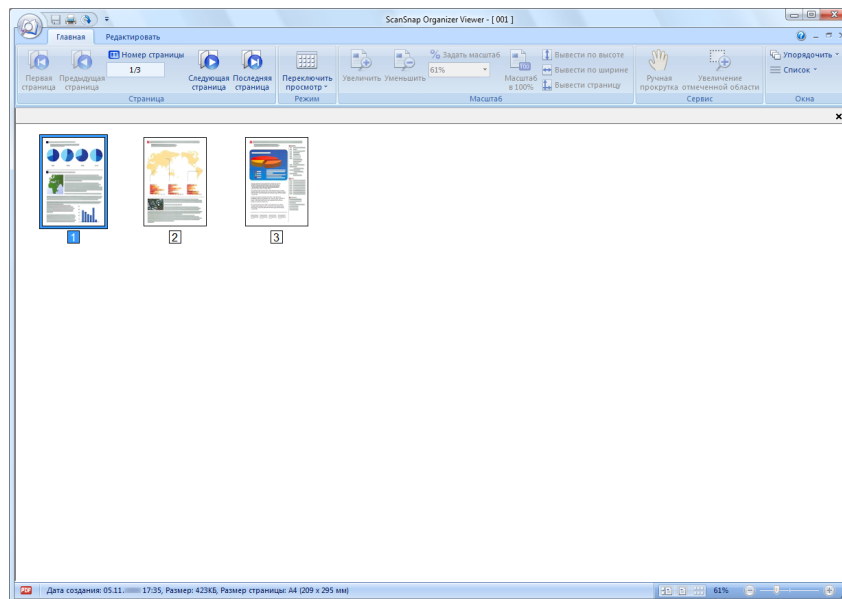 ScanSnap Organizer Viewer - [ 001 ]
Главная Редактировать
Первая страница
Предыдущая страница
Номер страницы
1/3
Следующая страница
Последняя страница
Страница
Переключить просмотр
Режим
Увеличить
Уменьшить
% Задать масштаб
61%
Масштаб в 100%
Вывести по высоте
Вывести по ширине
Вывести страницу
Масштаб
Ручная прокрутка
Увеличение отмеченной области
Сервис
Упорядочить
Список
Окна
1
2
3
PDF
Дата создания: 05.11. 17:35, Размер: 423КБ, Размер страницы: A4 (209 x 295 мм)
61%